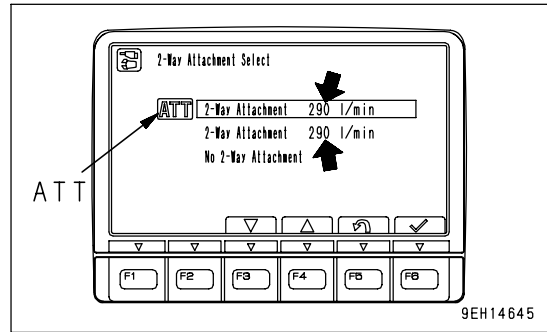 2-Way Attachment Select
ATT 2-Way Attachment 290 l/min
2-Way Attachment 290 l/min
No 2-Way Attachment
ATT
F1 F2 F3 F4 F5 F6
9EH14645